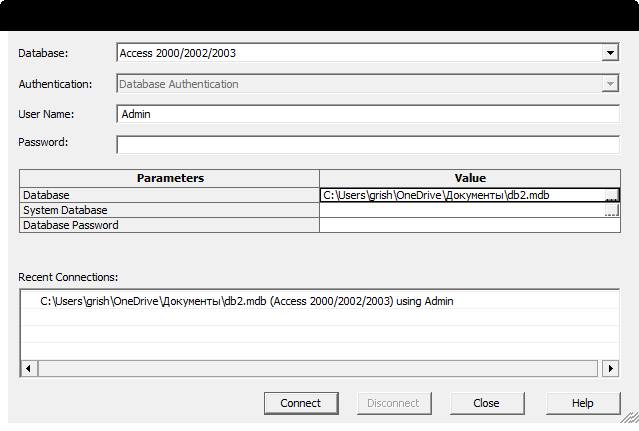 Database: Access 2000/2002/2003
Authentication: Database Authentication
User Name: Admin
Password:
Parameters Value
Database C:\Users\grish\OneDrive\Документы\db2.mdb ...
System Database ...
Database Password
Recent Connections:
C:\Users\grish\OneDrive\Документы\db2.mdb (Access 2000/2002/2003) using Admin
Connect Disconnect Close Help